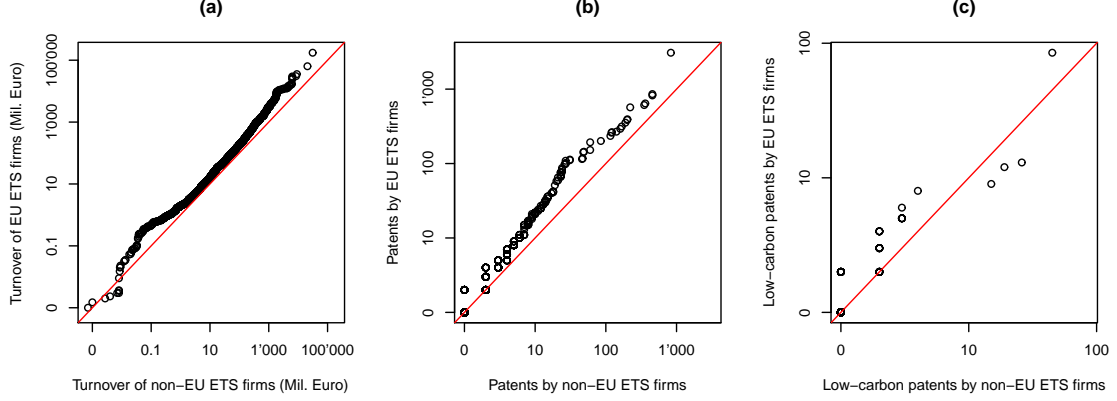 (a)
(b)
(c)
Turnover of EU ETS firms (Mil. Euro)
0
0.1
10
1'000
100'000
0
0.1
10
1'000
100'000
Turnover of non−EU ETS firms (Mil. Euro)
Patents by EU ETS firms
0
10
100
1'000
0
10
100
1'000
Patents by non−EU ETS firms
Low−carbon patents by EU ETS firms
0
10
100
0
10
100
Low−carbon patents by non−EU ETS firms